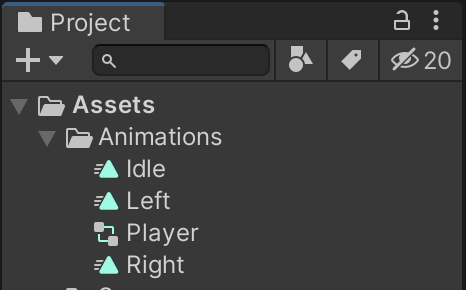 Project
20
Assets
Animations
Idle
Left
Player
Right